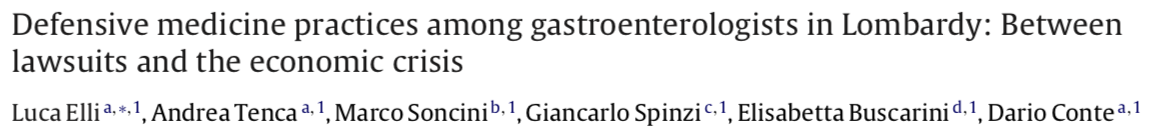 Defensive medicine practices among gastroenterologists in Lombardy: Between
lawsuits and the economic crisis
Luca Elli a,*,1, Andrea Tenca a,1, Marco Soncini b,1, Giancarlo Spinzi c,1, Elisabetta Buscarini d,1, Dario Conte a,1